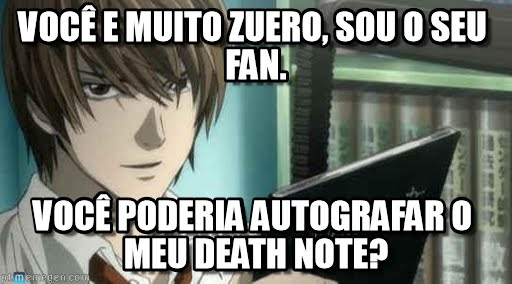 VOCÊ E MUITO ZUERO, SOU O SEU
FAN.
VOCÊ PODERIA AUTOGRAFAR O
MEU DEATH NOTE?